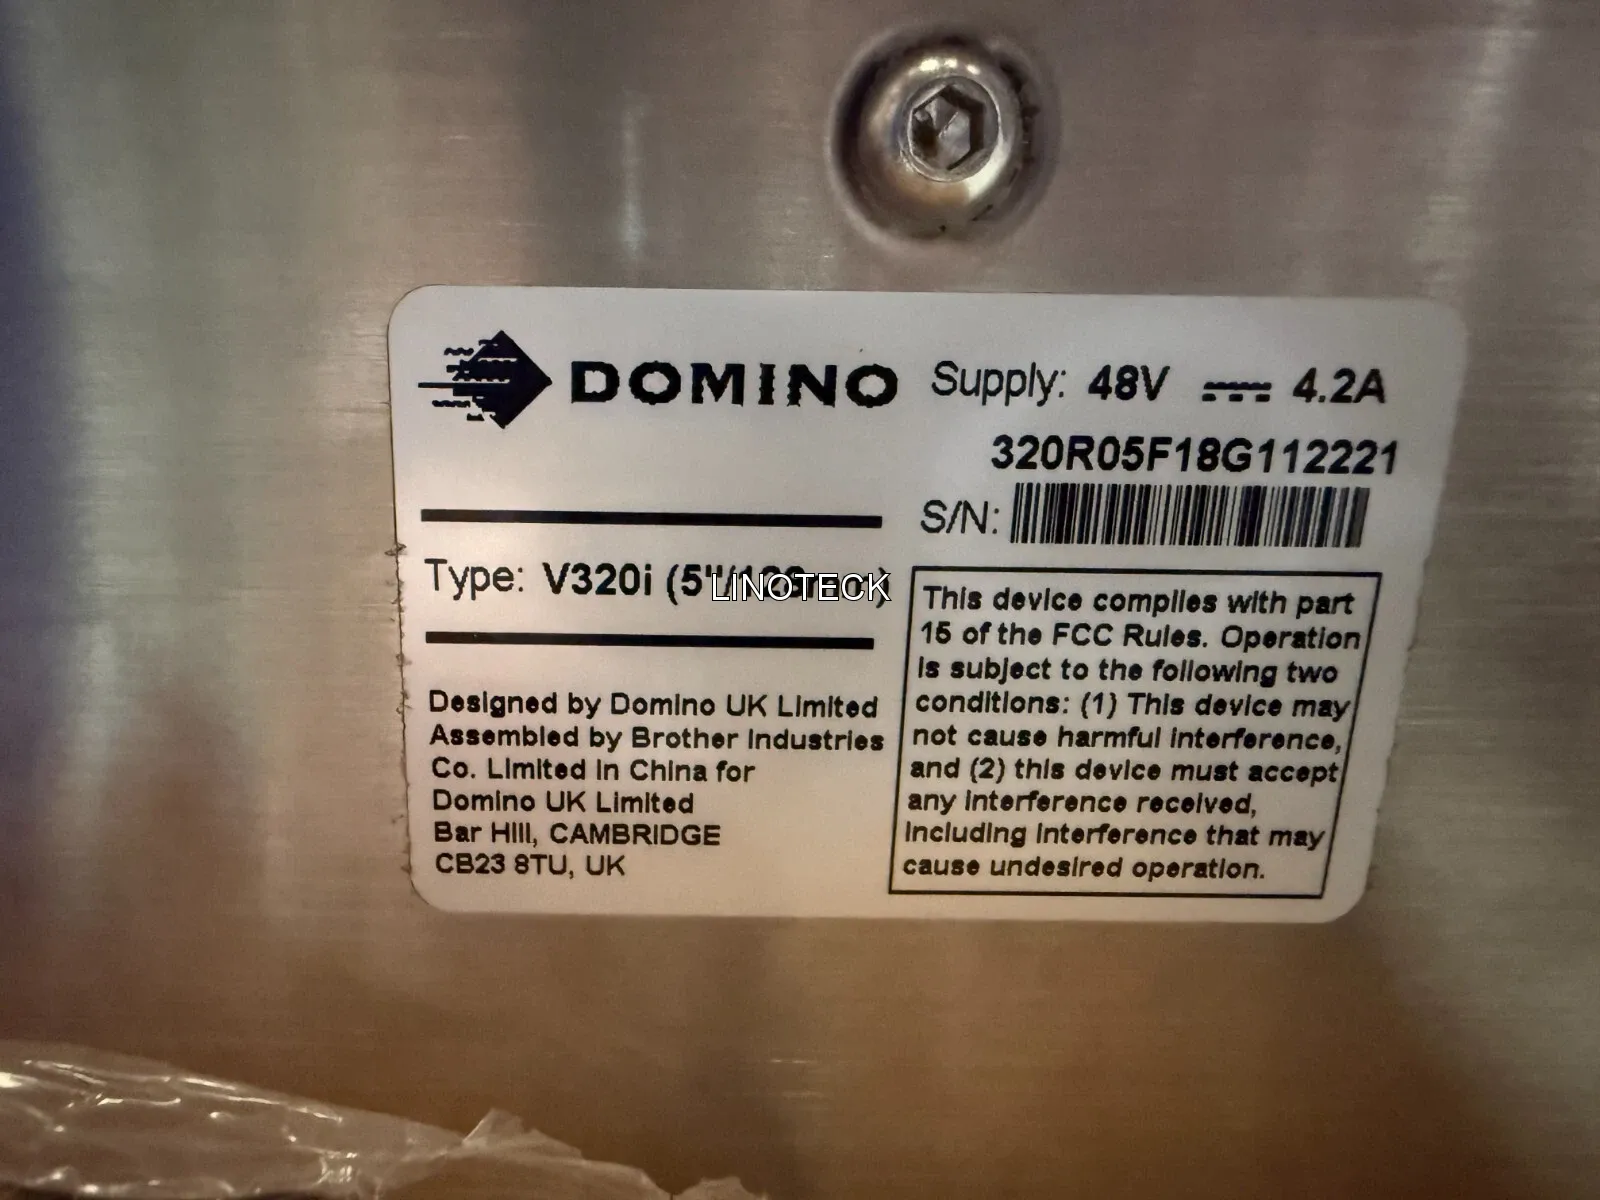 DOMINO
Supply: 48V ⎓ 4.2A
320R05F18G112221
S/N:
Type: V320i (5"/
LINOTECK
Designed by Domino UK Limited
Assembled by Brother Industries
Co. Limited in China for
Domino UK Limited
Bar Hill, CAMBRIDGE
CB23 8TU, UK
This device complies with part
15 of the FCC Rules. Operation
is subject to the following two
conditions: (1) This device may
not cause harmful interference,
and (2) this device must accept
any interference received,
including interference that may
cause undesired operation.